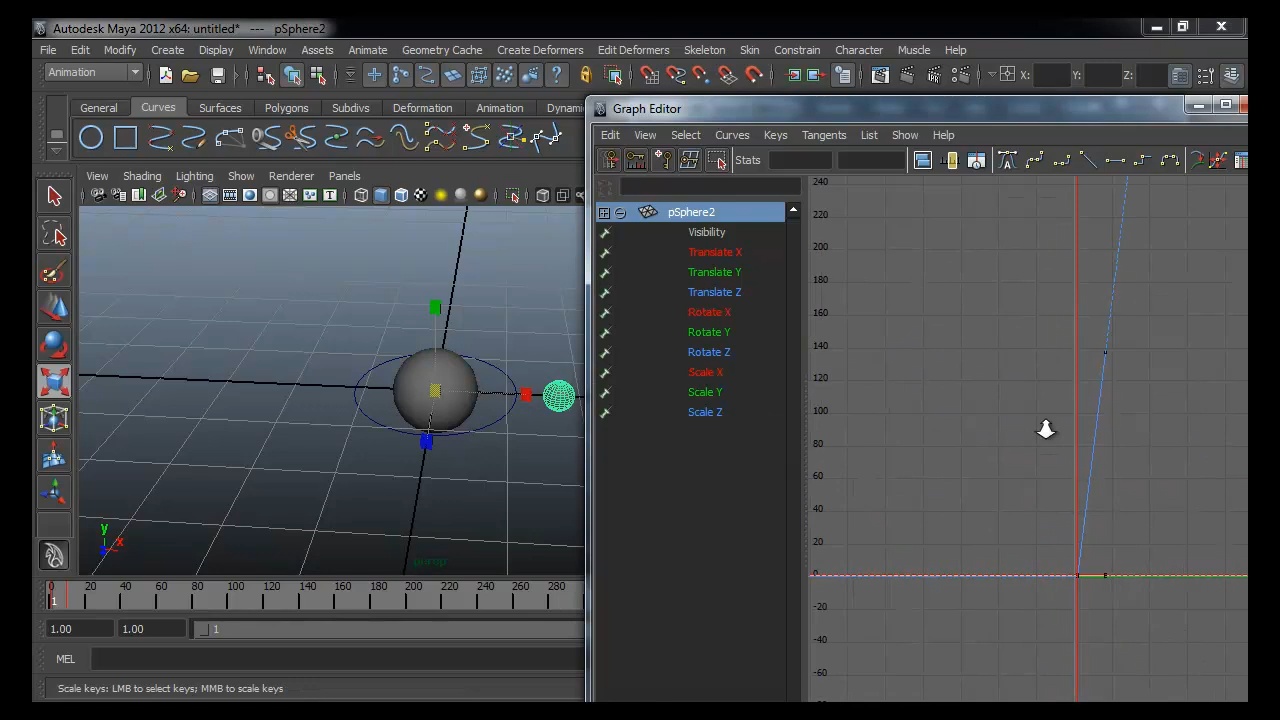 Autodesk Maya 2012 x64: untitled* --- pSphere2
File Edit Modify Create Display Window Assets Animate Geometry Cache Create Deformers Edit Deformers Skeleton Skin Constrain Character Muscle Help
Animation X: Y: Z:
General Curves Surfaces Polygons Subdivs Deformation Animation Dynami
Graph Editor
Edit View Select Curves Keys Tangents List Show Help
Stats
View Shading Lighting Show Renderer Panels
pSphere2
Visibility
Translate X
Translate Y
Translate Z
Rotate X
Rotate Y
Rotate Z
Scale X
Scale Y
Scale Z
240
220
200
180
160
140
120
100
80
60
40
20
0
-20
-40
-60
y
x
z
persp
0 20 40 60 80 100 120 140 160 180 200 220 240 260 280
1
1.00 1.00 1
MEL
Scale keys: LMB to select keys; MMB to scale keys